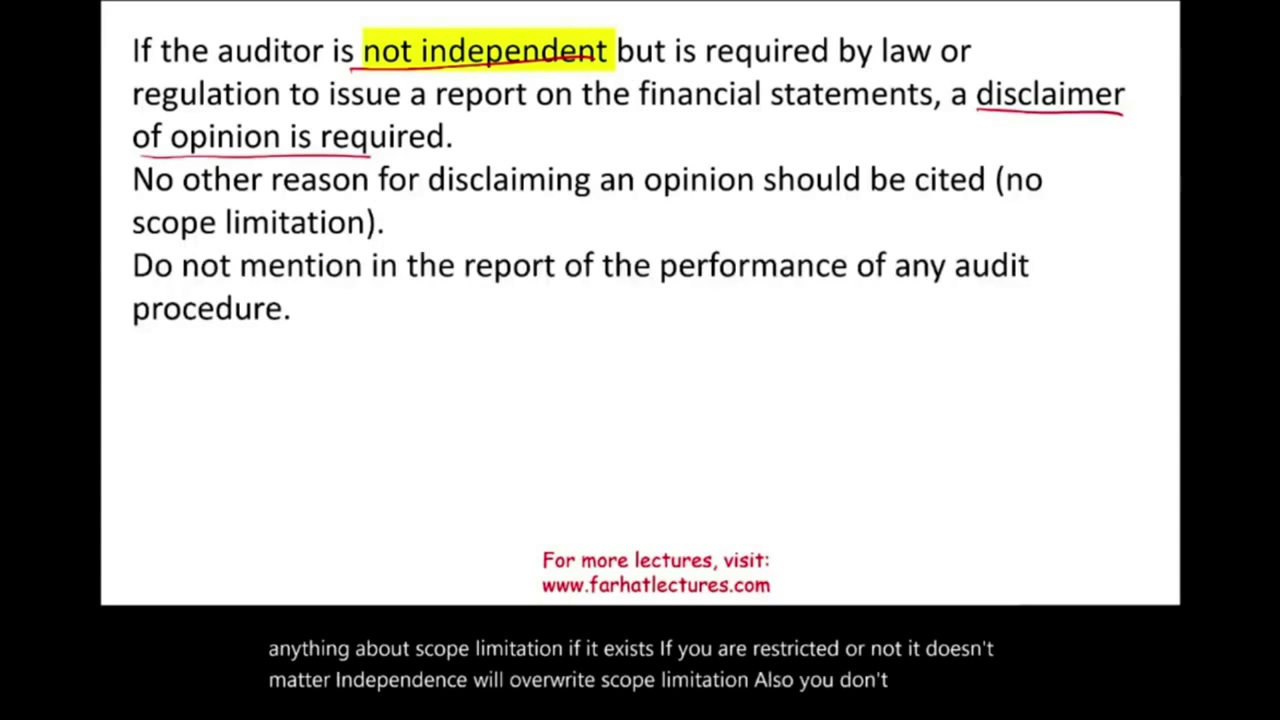 If the auditor is not independent but is required by law or
regulation to issue a report on the financial statements, a disclaimer
of opinion is required.
No other reason for disclaiming an opinion should be cited (no
scope limitation).
Do not mention in the report of the performance of any audit
procedure.
For more lectures, visit:
www.farhatlectures.com
anything about scope limitation if it exists If you are restricted or not it doesn't
matter Independence will overwrite scope limitation Also you don't